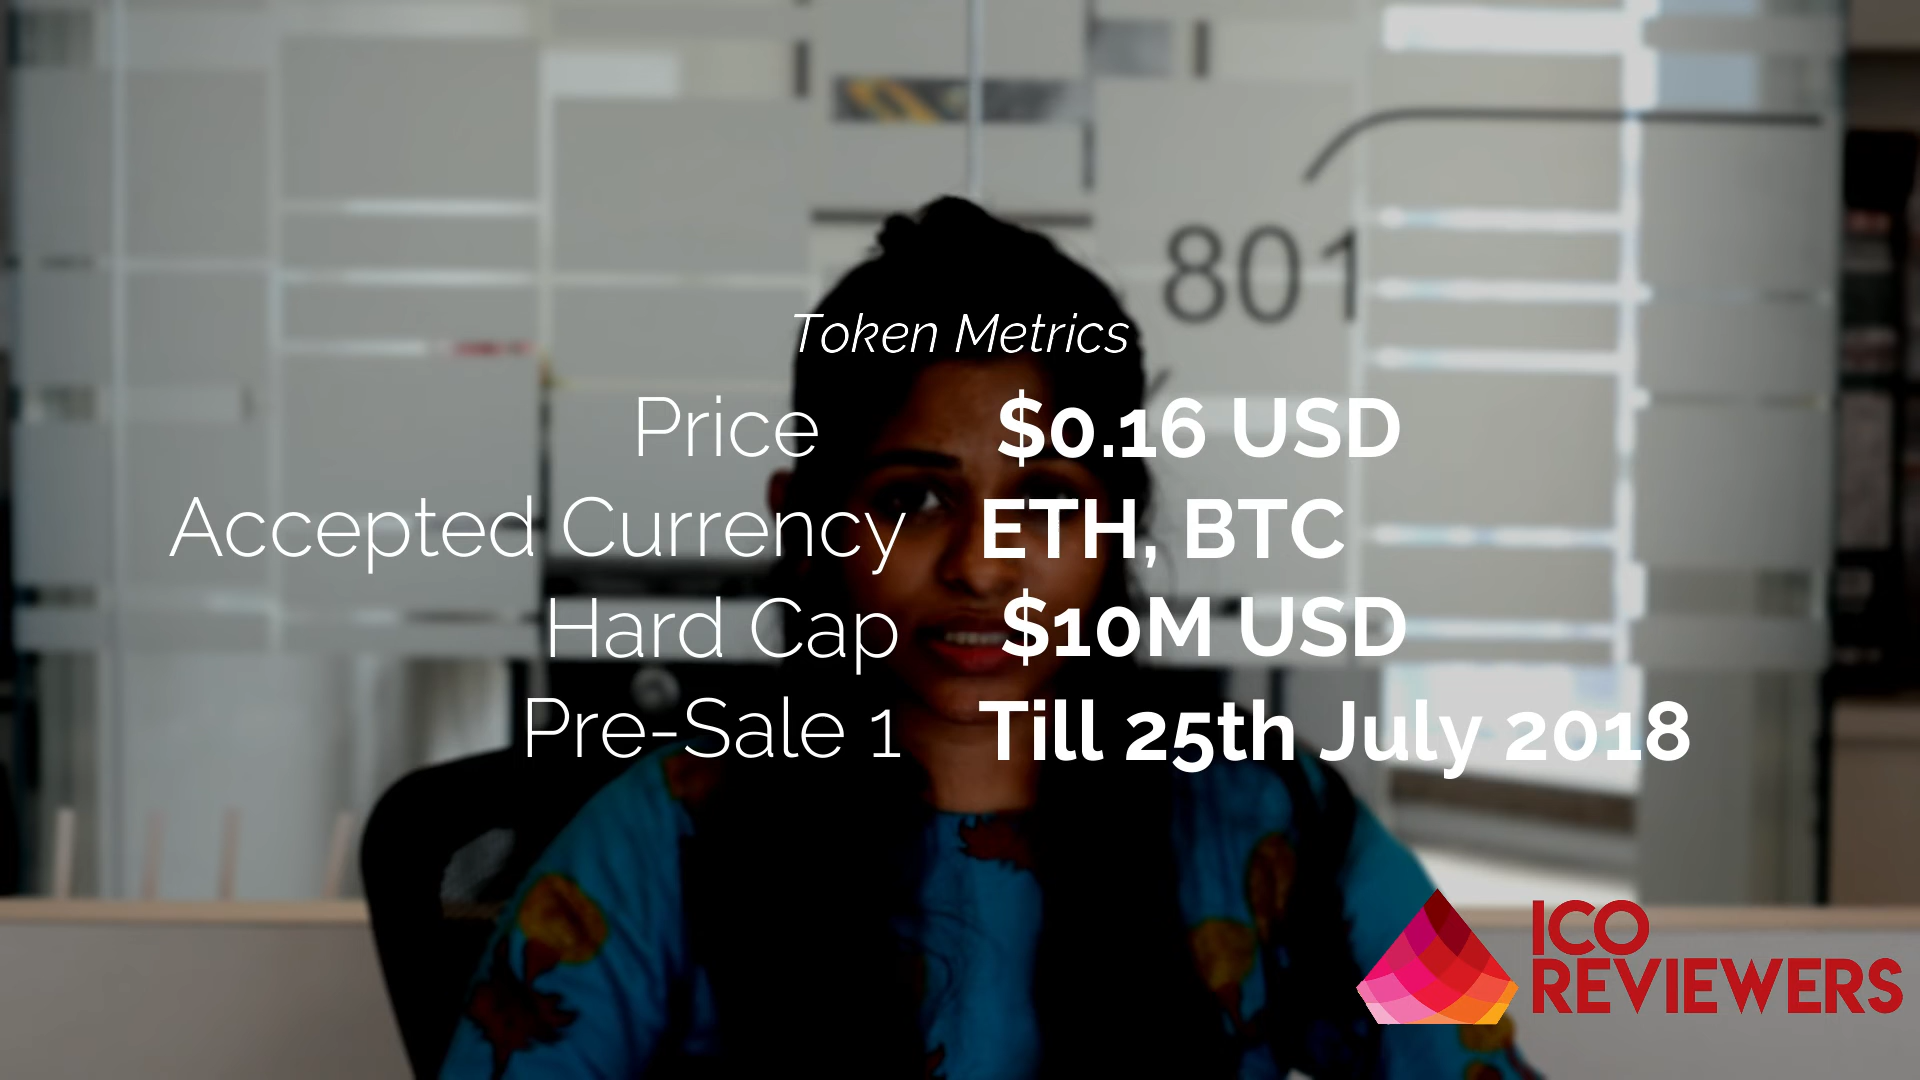 801
Token Metrics
Price $0.16 USD
Accepted Currency ETH, BTC
Hard Cap $10M USD
Pre-Sale 1 Till 25th July 2018
ICO
REVIEWERS